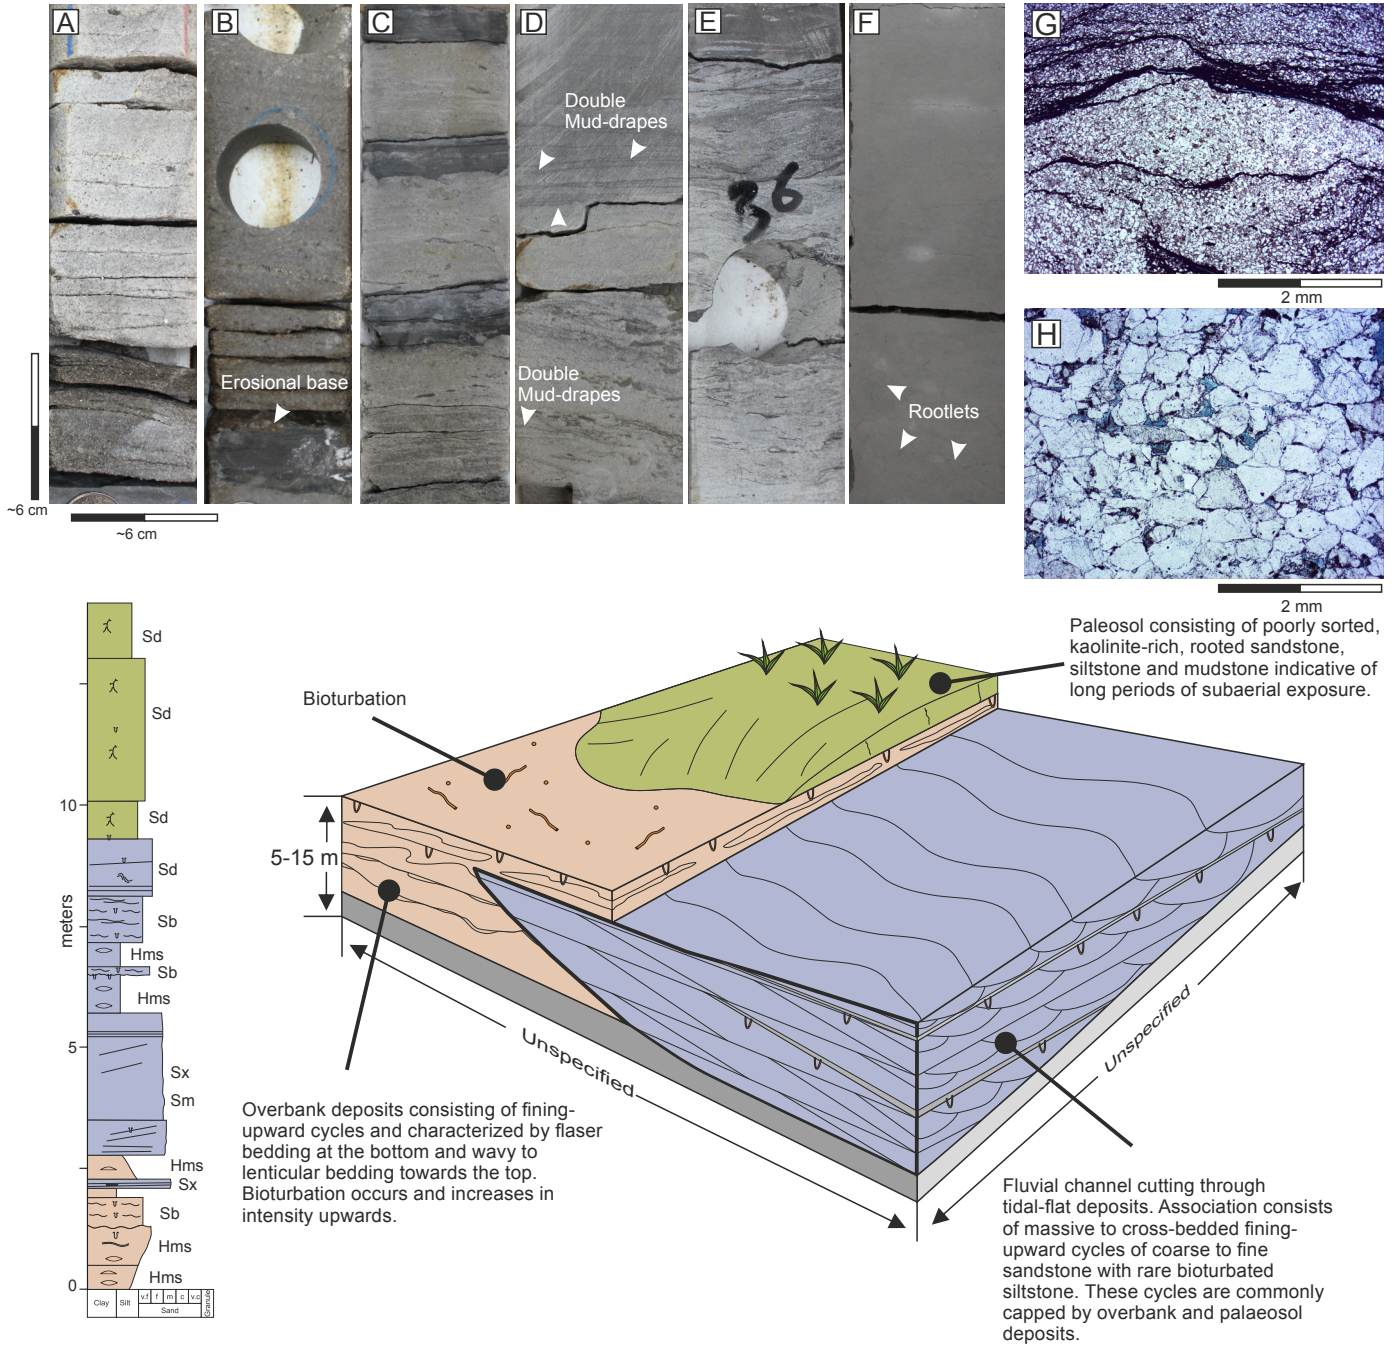 A
B
C
D
E
F
G
H
Double
Mud-drapes
Double
Mud-drapes
Erosional base
36
Rootlets
~6 cm
~6 cm
2 mm
2 mm
Sd
Sd
Sd
Sd
Sb
Hms
Sb
Hms
Sx
Sm
Hms
Sx
Sb
Hms
Hms
10
5
0
meters
Clay
Silt
v.f
f
m
c
v.c
Sand
Granule
Bioturbation
5-15 m
Unspecified
Unspecified
Paleosol consisting of poorly sorted,
kaolinite-rich, rooted sandstone,
siltstone and mudstone indicative of
long periods of subaerial exposure.
Overbank deposits consisting of fining-
upward cycles and characterized by flaser
bedding at the bottom and wavy to
lenticular bedding towards the top.
Bioturbation occurs and increases in
intensity upwards.
Fluvial channel cutting through
tidal-flat deposits. Association consists
of massive to cross-bedded fining-
upward cycles of coarse to fine
sandstone with rare bioturbated
siltstone. These cycles are commonly
capped by overbank and palaeosol
deposits.